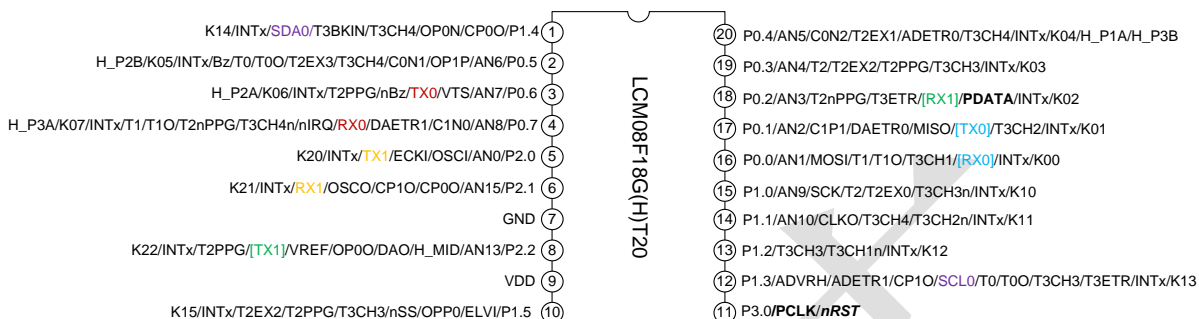 K14/INTx/SDA0/T3BKIN/T3CH4/OP0N/CP0O/P1.4 1
H_P2B/K05/INTx/Bz/T0/T0O/T2EX3/T3CH4/C0N1/OP1P/AN6/P0.5 2
H_P2A/K06/INTx/T2PPG/nBz/TX0/VTS/AN7/P0.6 3
H_P3A/K07/INTx/T1/T1O/T2nPPG/T3CH4n/nIRQ/RX0/DAETR1/C1N0/AN8/P0.7 4
K20/INTx/TX1/ECKI/OSCI/AN0/P2.0 5
K21/INTx/RX1/OSCO/CP1O/CP0O/AN15/P2.1 6
GND 7
K22/INTx/T2PPG/[TX1]/VREF/OP0O/DAO/H_MID/AN13/P2.2 8
VDD 9
K15/INTx/T2EX2/T2PPG/T3CH3/nSS/OPP0/ELVI/P1.5 10
LCM08F18G(H)T20
20 P0.4/AN5/C0N2/T2EX1/ADETR0/T3CH4/INTx/K04/H_P1A/H_P3B
19 P0.3/AN4/T2/T2EX2/T2PPG/T3CH3/INTx/K03
18 P0.2/AN3/T2nPPG/T3ETR/[RX1]/PDATA/INTx/K02
17 P0.1/AN2/C1P1/DAETR0/MISO/[TX0]/T3CH2/INTx/K01
16 P0.0/AN1/MOSI/T1/T1O/T3CH1/[RX0]/INTx/K00
15 P1.0/AN9/SCK/T2/T2EX0/T3CH3n/INTx/K10
14 P1.1/AN10/CLKO/T3CH4/T3CH2n/INTx/K11
13 P1.2/T3CH3/T3CH1n/INTx/K12
12 P1.3/ADVRH/ADETR1/CP1O/SCL0/T0/T0O/T3CH3/T3ETR/INTx/K13
11 P3.0/PCLK/nRST